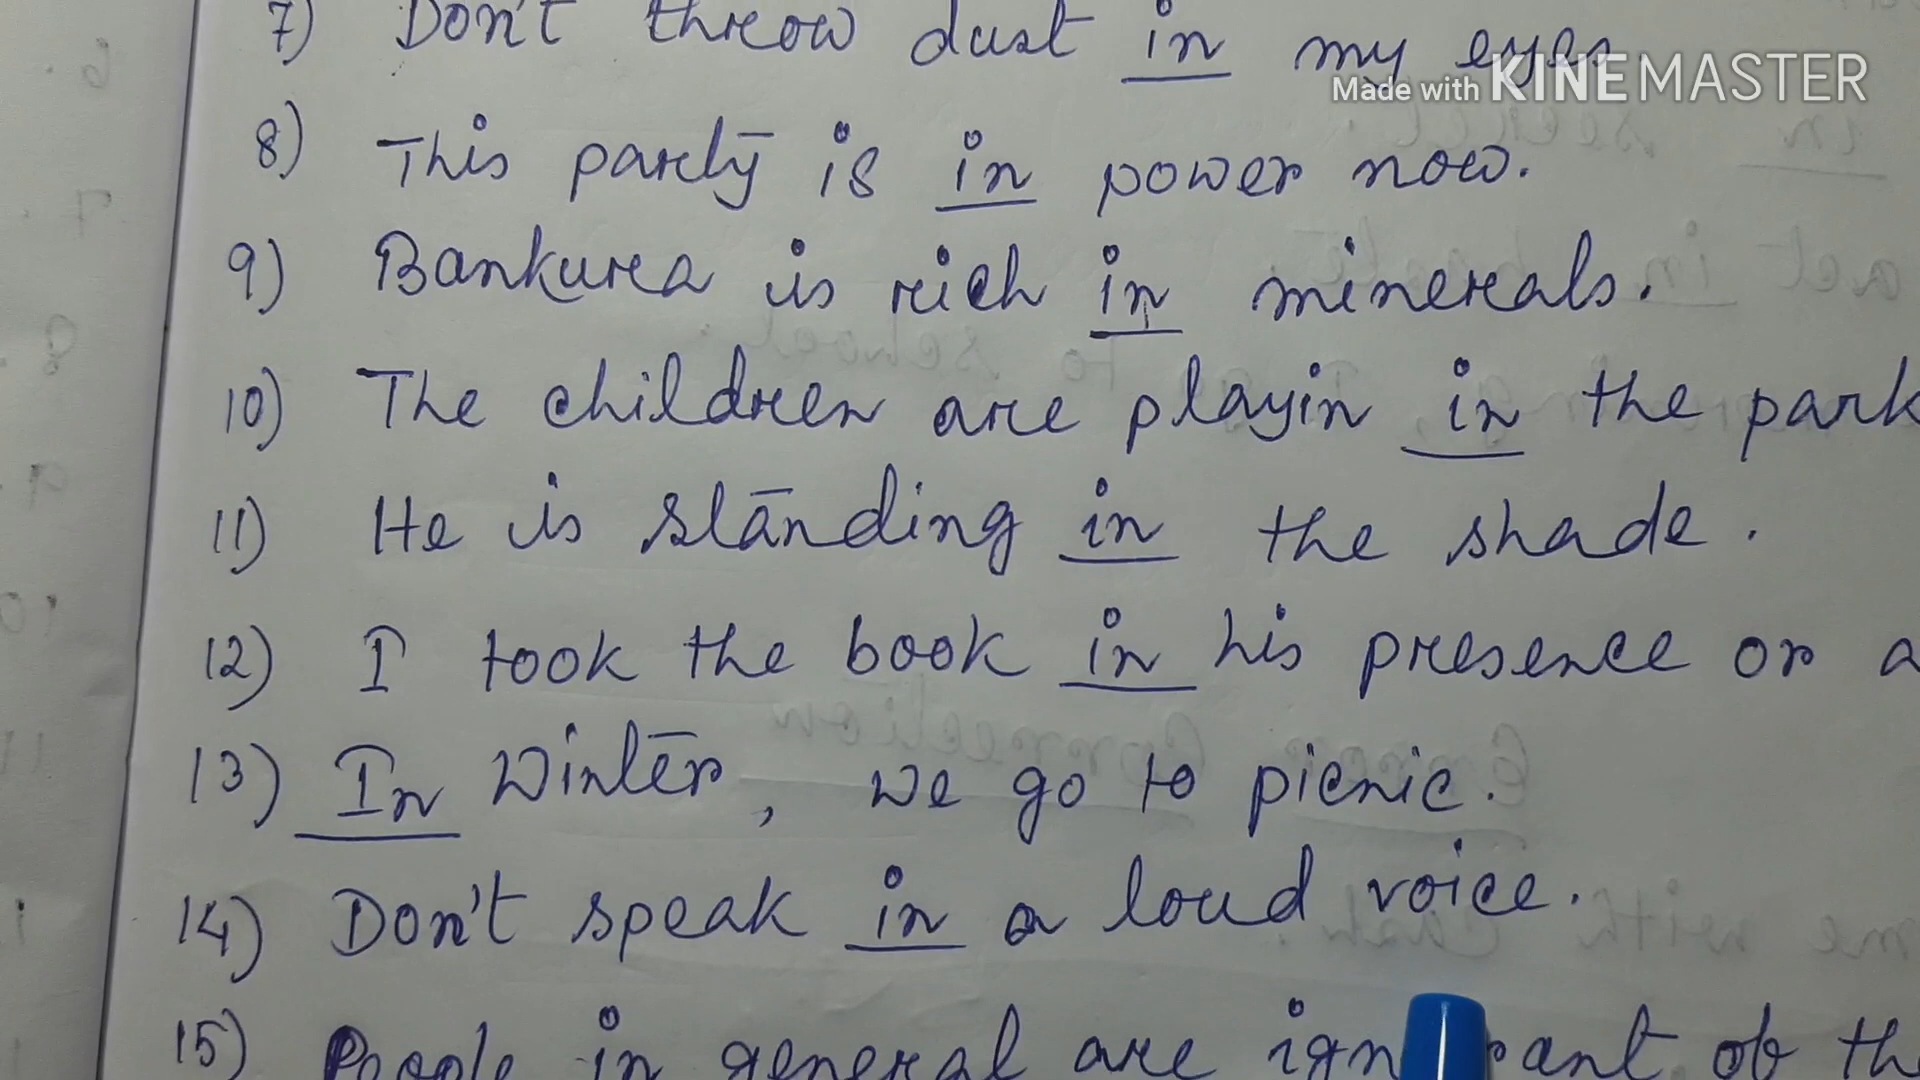 7) Don't throw dust in my eyes
Made with KINEMASTER
8) This party is in power now.
9) Bankura is rich in minerals.
10) The children are playin in the park
11) He is standing in the shade.
12) I took the book in his presence or a
13) In Winter, we go to picnic.
14) Don't speak in a loud voice.
15) People in general are of the